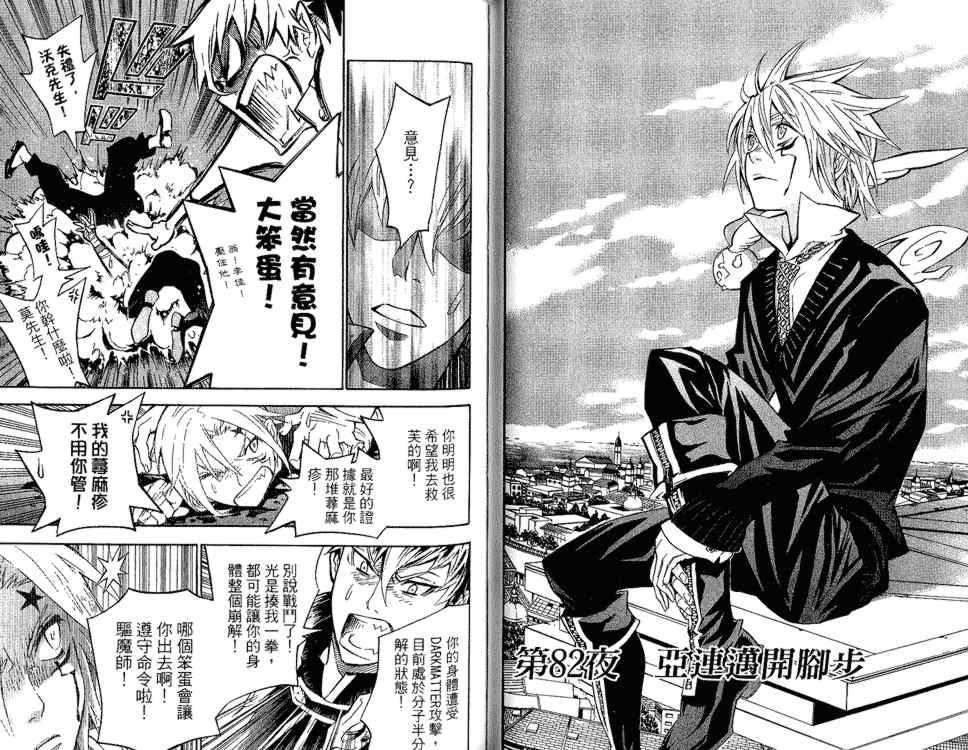 第82夜　亞連邁開腳步
意見…？
當然有意見！
大笨蛋！
翁！李佳！
壓住他！
失禮了，
沃克先生！
嗚哇！
你幹什麼啦！
莫先生！
你明明也很
希望我去救
芙的啊！
最好的證
據就是你
那堆蕁麻
疹！
我的蕁麻疹
不用你管！
你的身體遭受
DARKMATTER攻擊，
目前處於分子半分
解的狀態！
別說戰鬥了！
光是揍我一拳，
都可能讓你的身
體整個崩解！
哪個笨蛋會讓
你出去啊！
遵守命令啦！
驅魔師！